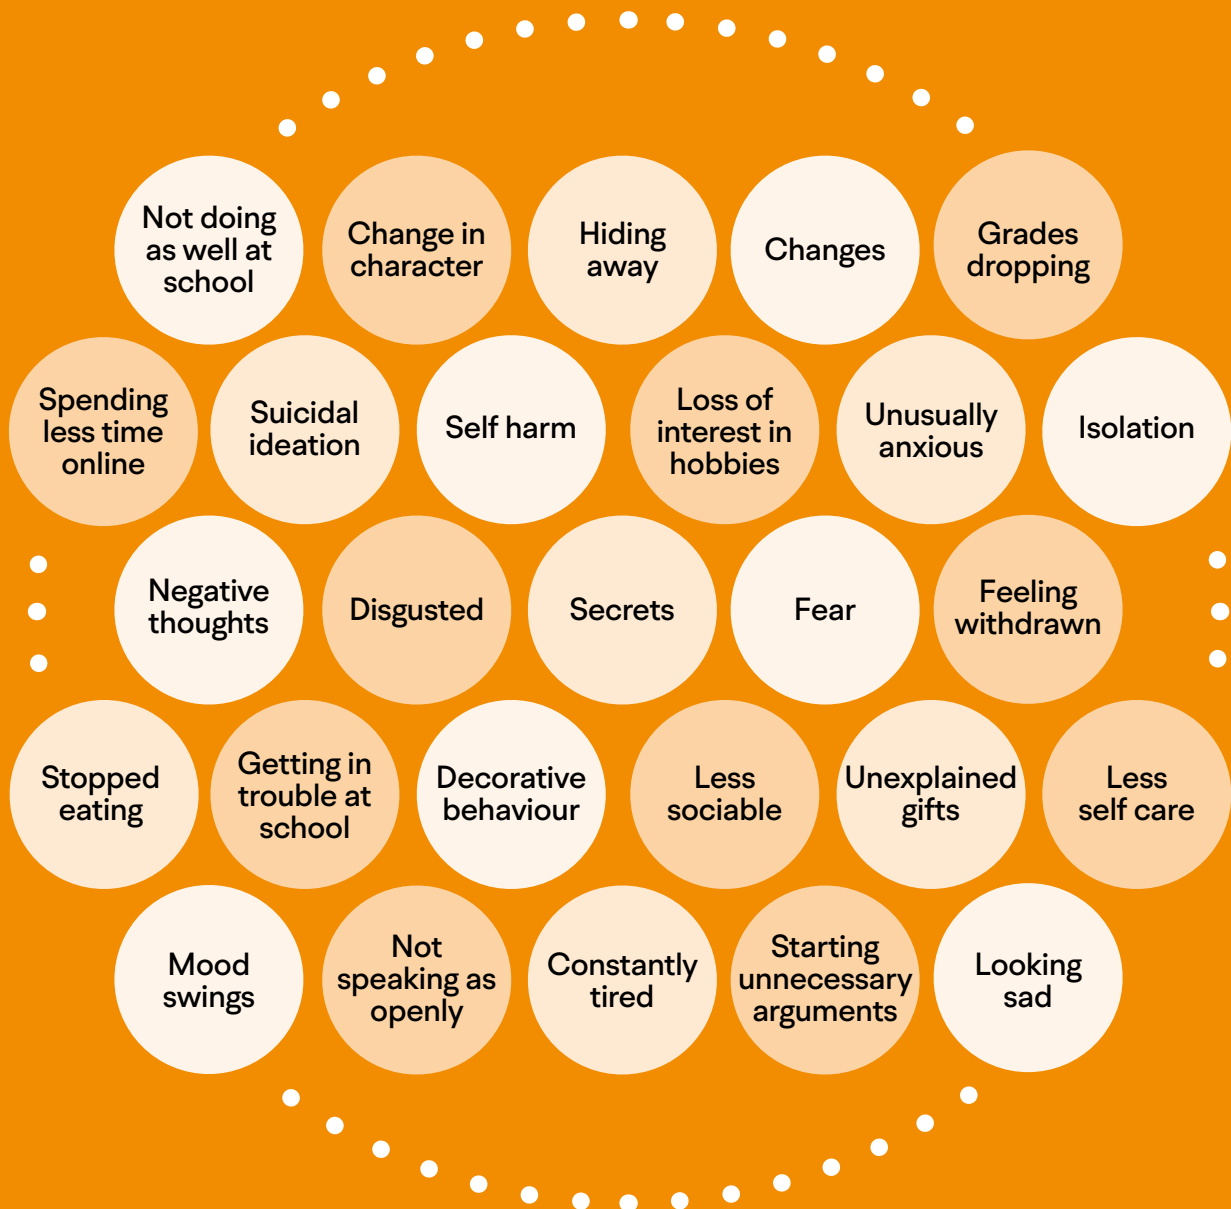 Not doing
as well at
school
Change in
character
Hiding
away
Changes
Grades
dropping
Spending
less time
online
Suicidal
ideation
Self harm
Loss of
interest in
hobbies
Unusually
anxious
Isolation
Negative
thoughts
Disgusted
Secrets
Fear
Feeling
withdrawn
Stopped
eating
Getting in
trouble at
school
Decorative
behaviour
Less
sociable
Unexplained
gifts
Less
self care
Mood
swings
Not
speaking as
openly
Constantly
tired
Starting
unnecessary
arguments
Looking
sad